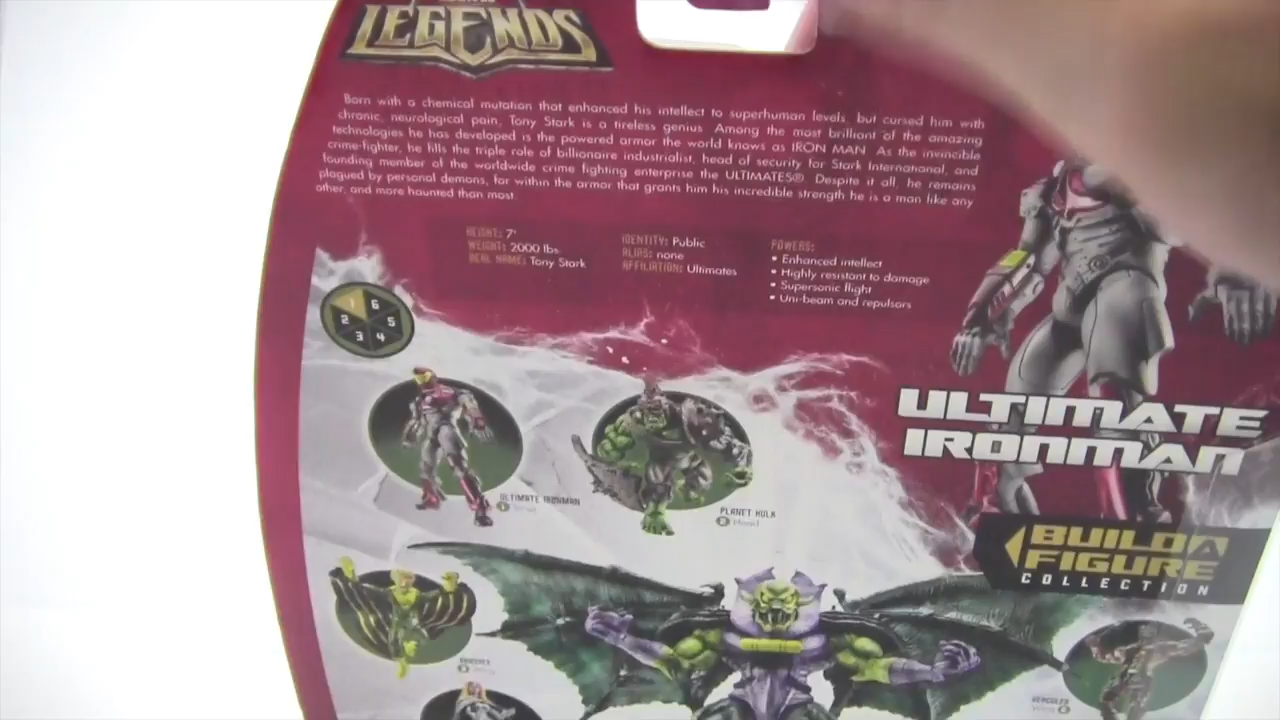 LEGENDS
Born with a chemical mutation that enhanced his intellect to superhuman levels, but cursed him with
chronic, neurological pain, Tony Stark is a tireless genius. Among the most brilliant of the amazing
technologies he has developed is the powered armor the world knows as IRON MAN. As the invincible
crime-fighter, he fills the triple role of billionaire industrialist, head of security for Stark International, and
founding member of the worldwide crime fighting enterprise the ULTIMATES®. Despite it all, he remains
plagued by personal demons, for within the armor that grants him his incredible strength he is a man like any
other, and more haunted than most.
HEIGHT: 7'
WEIGHT: 2000 lbs.
REAL NAME: Tony Stark
IDENTITY: Public
ALIAS: none
AFFILIATION: Ultimates
POWERS:
• Enhanced intellect
• Highly resistant to damage
• Supersonic flight
• Uni-beam and repulsors
1 6
2 5
3 4
ULTIMATE
IRONMAN
ULTIMATE IRONMAN
PLANET HULK
2 Head
BUILD A
FIGURE
COLLECTION
HERCULES